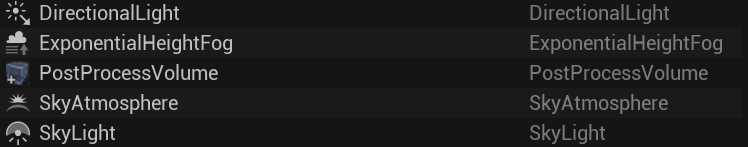 DirectionalLight DirectionalLight
ExponentialHeightFog ExponentialHeightFog
PostProcessVolume PostProcessVolume
SkyAtmosphere SkyAtmosphere
SkyLight SkyLight